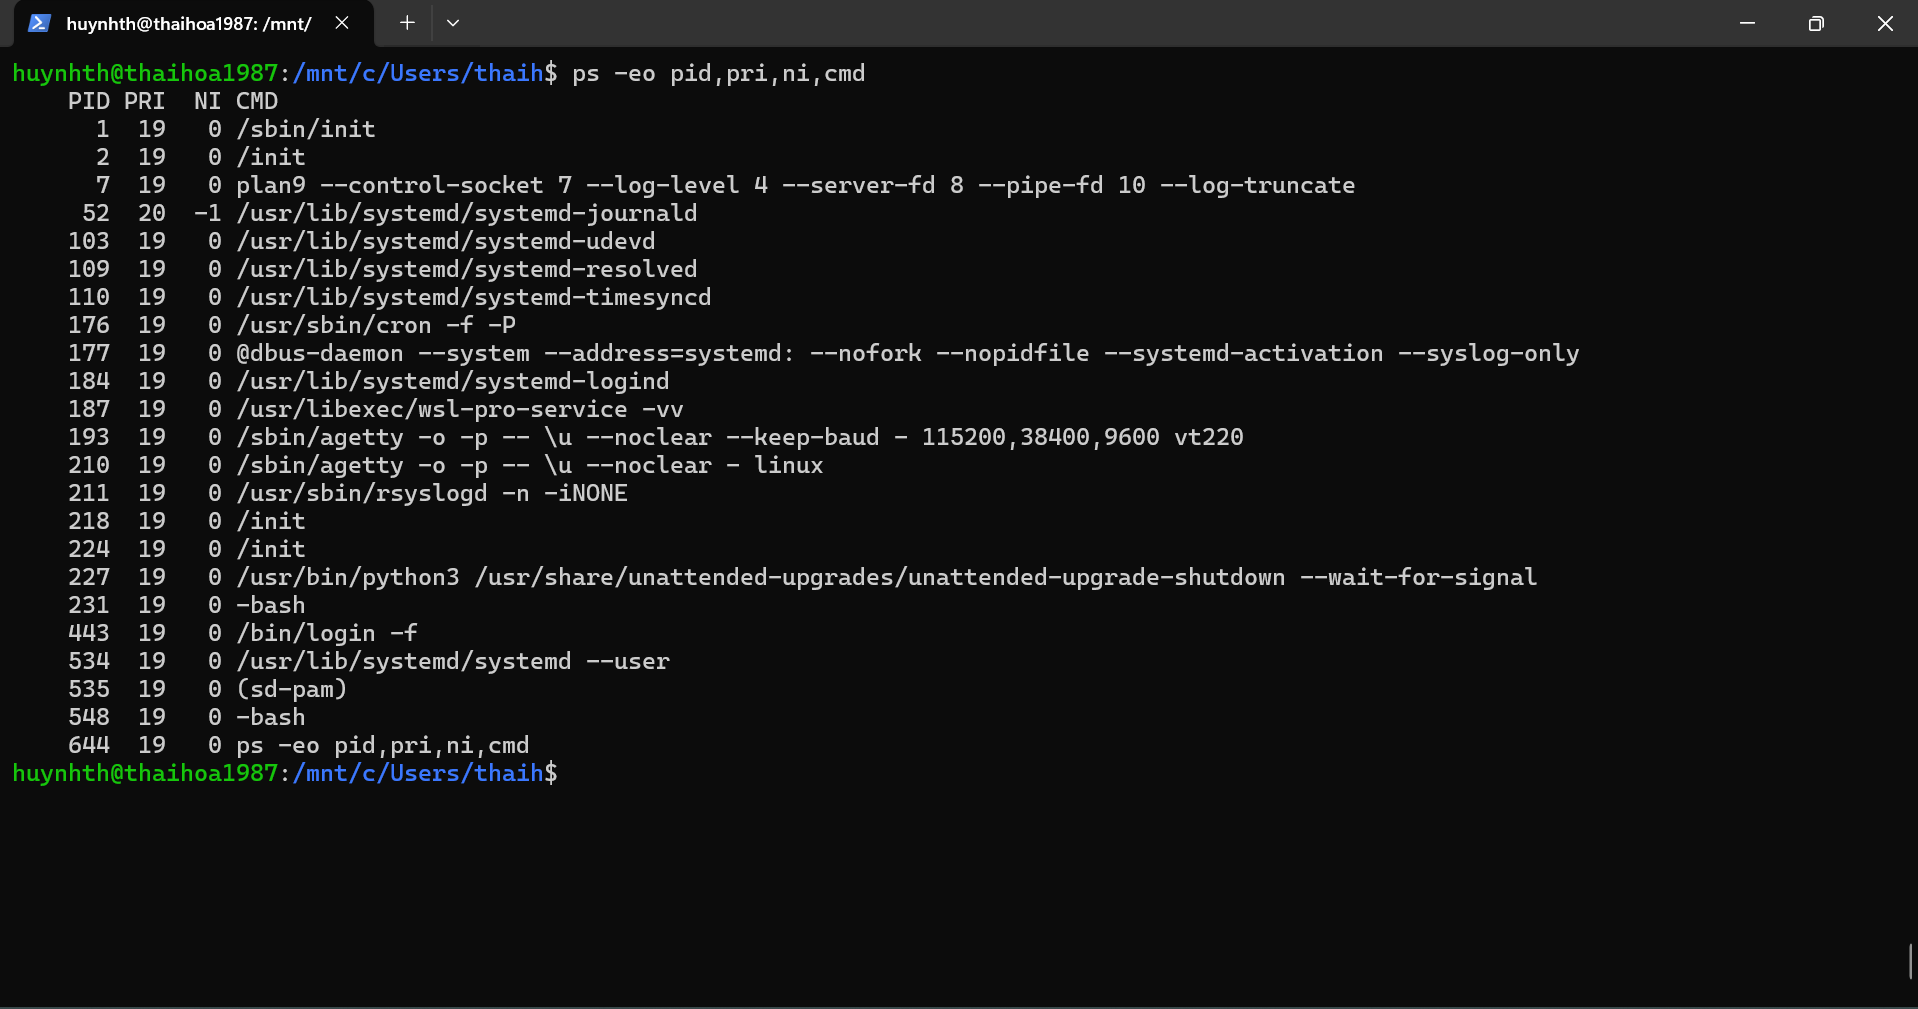 huynhth@thaihoa1987: /mnt/
huynhth@thaihoa1987:/mnt/c/Users/thaih$ ps -eo pid,pri,ni,cmd
    PID PRI  NI CMD
      1  19   0 /sbin/init
      2  19   0 /init
      7  19   0 plan9 --control-socket 7 --log-level 4 --server-fd 8 --pipe-fd 10 --log-truncate
     52  20  -1 /usr/lib/systemd/systemd-journald
    103  19   0 /usr/lib/systemd/systemd-udevd
    109  19   0 /usr/lib/systemd/systemd-resolved
    110  19   0 /usr/lib/systemd/systemd-timesyncd
    176  19   0 /usr/sbin/cron -f -P
    177  19   0 @dbus-daemon --system --address=systemd: --nofork --nopidfile --systemd-activation --syslog-only
    184  19   0 /usr/lib/systemd/systemd-logind
    187  19   0 /usr/libexec/wsl-pro-service -vv
    193  19   0 /sbin/agetty -o -p -- \u --noclear --keep-baud - 115200,38400,9600 vt220
    210  19   0 /sbin/agetty -o -p -- \u --noclear - linux
    211  19   0 /usr/sbin/rsyslogd -n -iNONE
    218  19   0 /init
    224  19   0 /init
    227  19   0 /usr/bin/python3 /usr/share/unattended-upgrades/unattended-upgrade-shutdown --wait-for-signal
    231  19   0 -bash
    443  19   0 /bin/login -f
    534  19   0 /usr/lib/systemd/systemd --user
    535  19   0 (sd-pam)
    548  19   0 -bash
    644  19   0 ps -eo pid,pri,ni,cmd
huynhth@thaihoa1987:/mnt/c/Users/thaih$